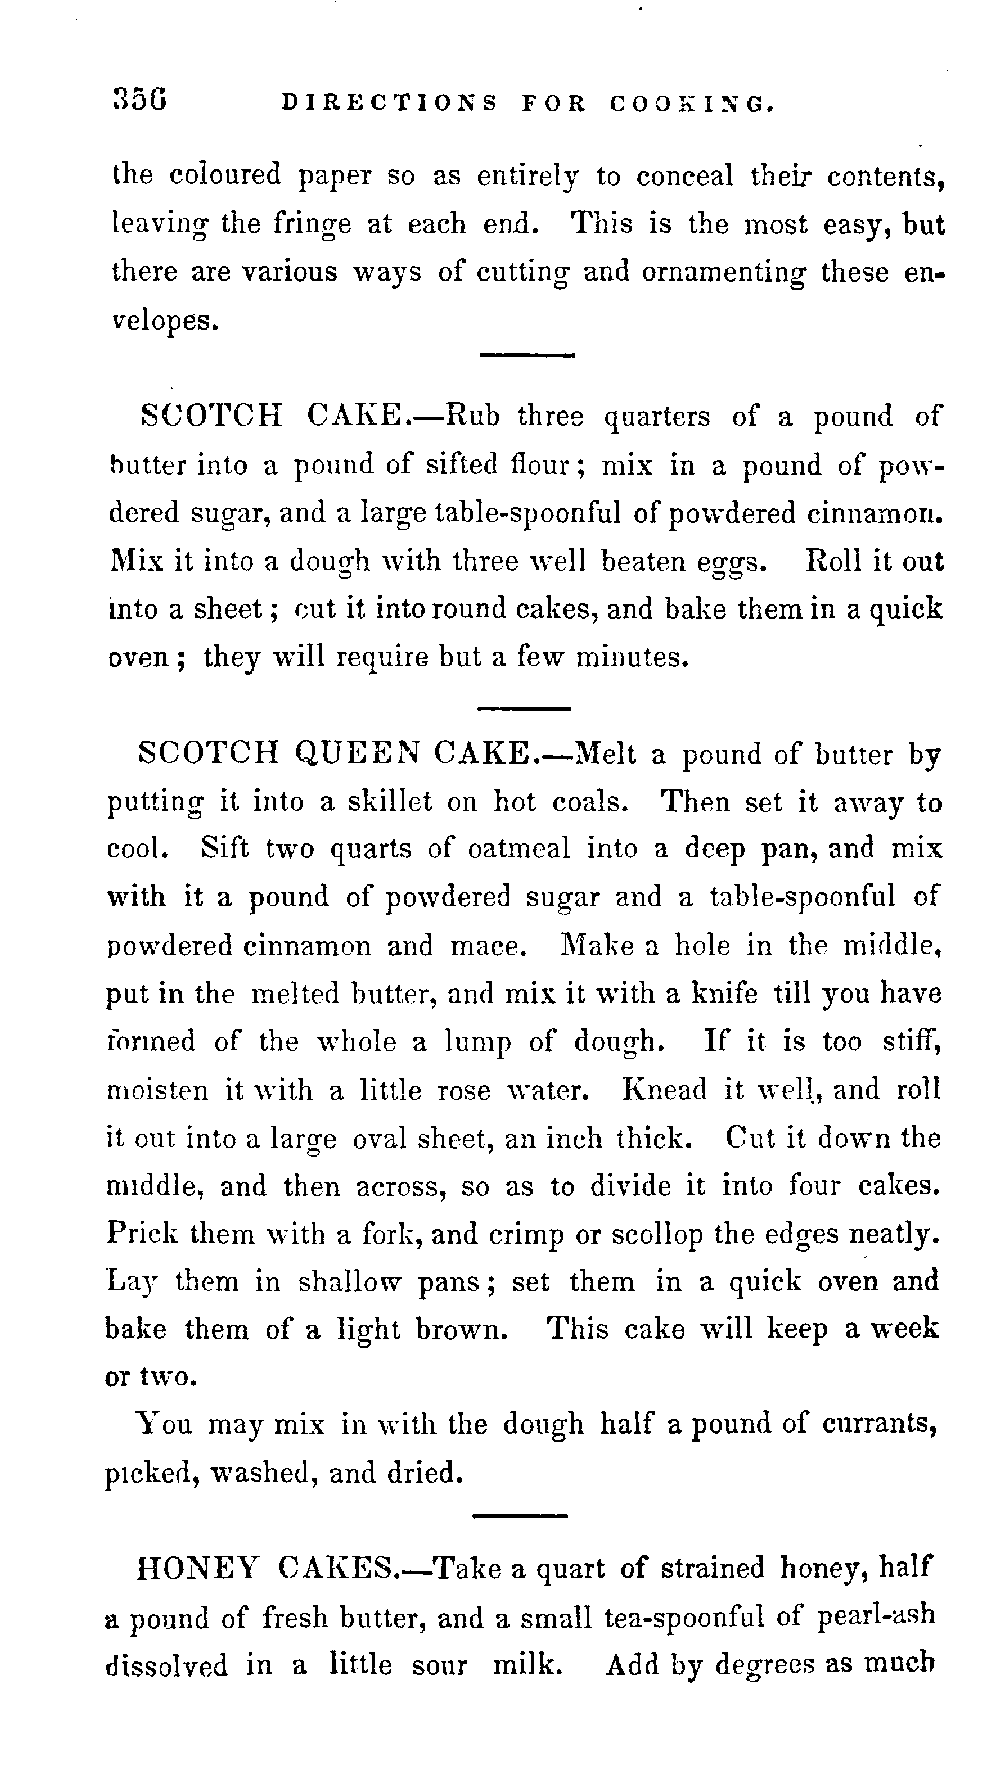 356 DIRECTIONS FOR COOKING.
the coloured paper so as entirely to conceal their contents,
leaving the fringe at each end. This is the most easy, but
there are various ways of cutting and ornamenting these en-
velopes.
SCOTCH CAKE.—Rub three quarters of a pound of
butter into a pound of sifted flour; mix in a pound of pow-
dered sugar, and a large table-spoonful of powdered cinnamon.
Mix it into a dough with three well beaten eggs. Roll it out
into a sheet; cut it into round cakes, and bake them in a quick
oven; they will require but a few minutes.
SCOTCH QUEEN CAKE.—Melt a pound of butter by
putting it into a skillet on hot coals. Then set it away to
cool. Sift two quarts of oatmeal into a deep pan, and mix
with it a pound of powdered sugar and a table-spoonful of
powdered cinnamon and mace. Make a hole in the middle,
put in the melted butter, and mix it with a knife till you have
formed of the whole a lump of dough. If it is too stiff,
moisten it with a little rose water. Knead it well, and roll
it out into a large oval sheet, an inch thick. Cut it down the
middle, and then across, so as to divide it into four cakes.
Prick them with a fork, and crimp or scollop the edges neatly.
Lay them in shallow pans; set them in a quick oven and
bake them of a light brown. This cake will keep a week
or two.
You may mix in with the dough half a pound of currants,
picked, washed, and dried.
HONEY CAKES.—Take a quart of strained honey, half
a pound of fresh butter, and a small tea-spoonful of pearl-ash
dissolved in a little sour milk. Add by degrees as much